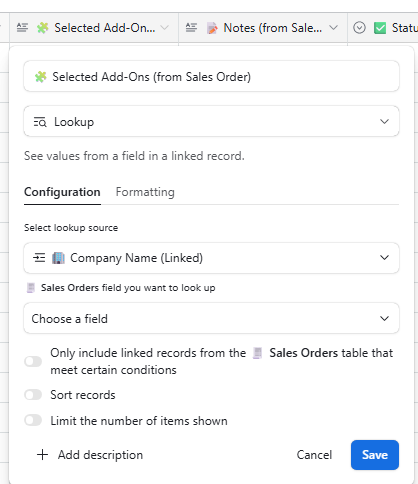 Selected Add-On...
Notes (from Sale...
Statu
Selected Add-Ons (from Sales Order)
Lookup
See values from a field in a linked record.
Configuration Formatting
Select lookup source
Company Name (Linked)
Sales Orders field you want to look up
Choose a field
Only include linked records from the Sales Orders table that
meet certain conditions
Sort records
Limit the number of items shown
Add description Cancel Save